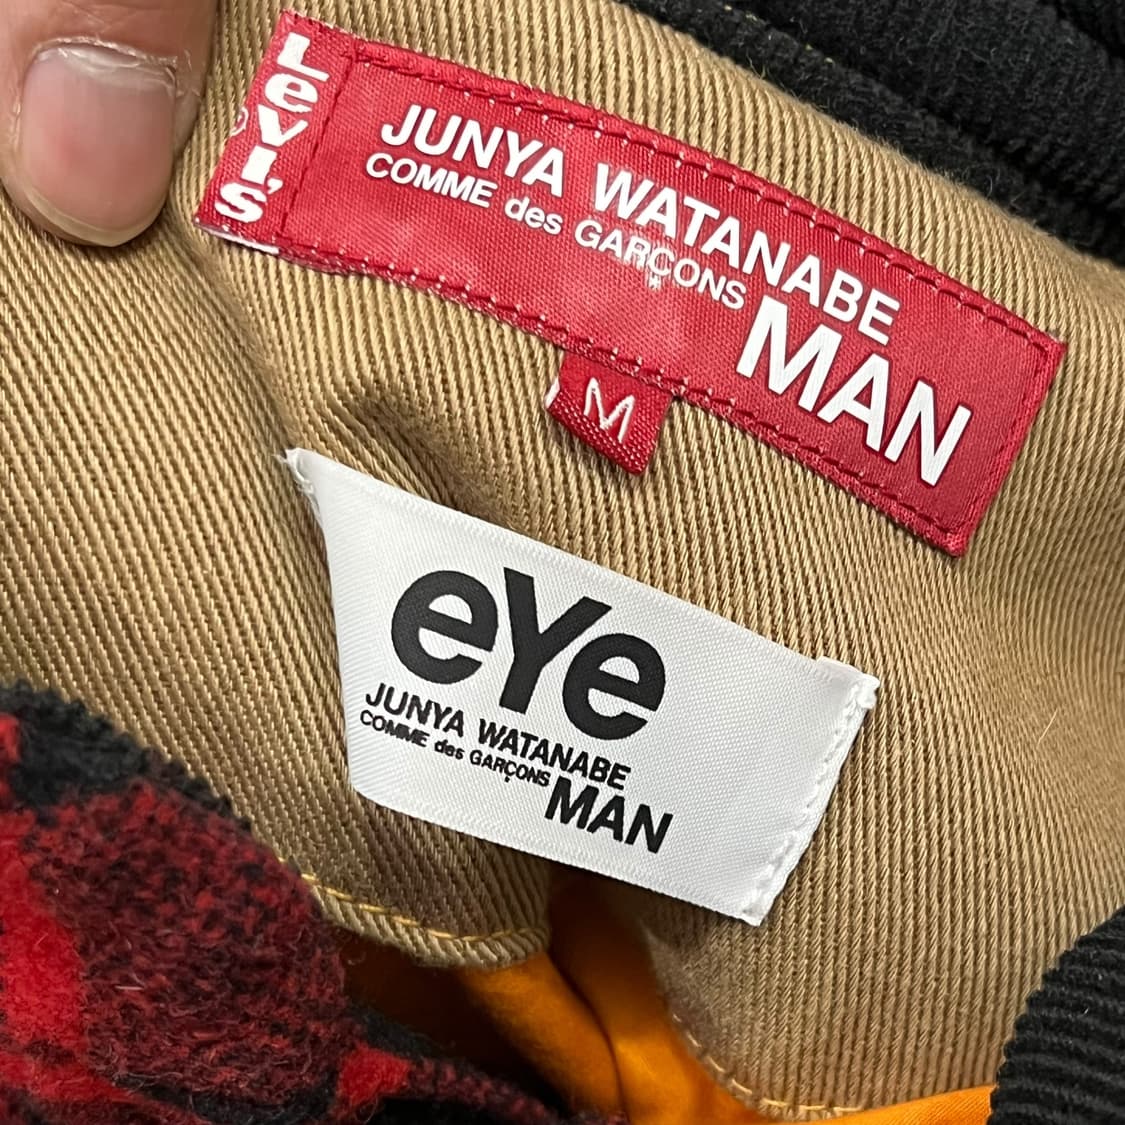 Levi's
®
JUNYA WATANABE
COMME des GARÇONS
MAN
M
eYe
JUNYA WATANABE
COMME des GARÇONS
MAN